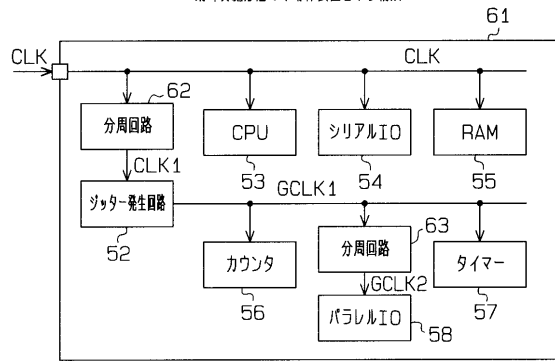 61
CLK
CLK
62
分周回路
CPU
シリアルIO
RAM
53
54
55
CLK1
ジッター発生回路
52
GCLK1
63
カウンタ
56
分周回路
タイマー
57
GCLK2
パラレルIO
58